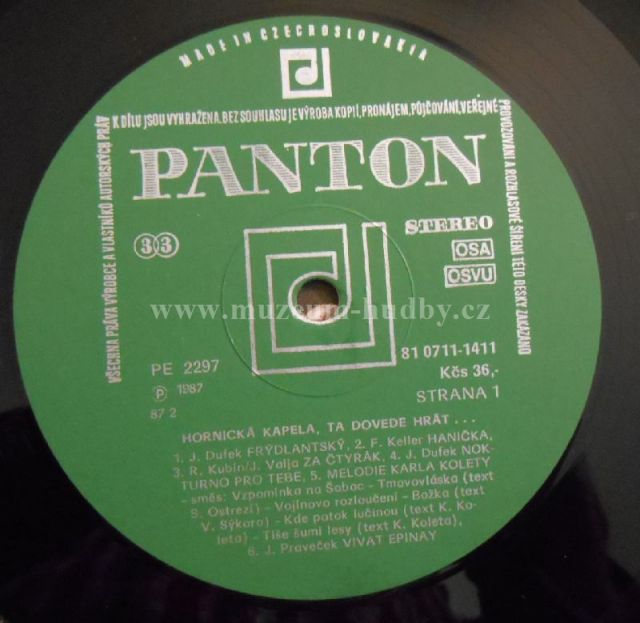 MADE IN CZECHOSLOVAKIA
VŠECHNA PRÁVA VÝROBCE A VLASTNÍKŮ AUTORSKÝCH PRÁV K DÍLU JSOU VYHRAŽENA. BEZ SOUHLASU JE VÝROBA KOPIÍ, PRONÁJEM, PŮJČOVÁNÍ, VEŘEJNÉ PROVOZOVÁNÍ A ROZHLASOVÉ ŠÍŘENÍ TÉTO DESKY ZAKÁZÁNO
PANTON
33
STEREO
OSA
OSVU
www.muzeum-hudby.cz
PE 2297
Ⓟ 1987
87 2
81 0711-1411
Kčs 36,-
STRANA 1
HORNICKÁ KAPELA, TA DOVEDE HRÁT...
1. J. Dufek FRÝDLANTSKÝ, 2. F. Keller HANIČKA,
3. R. Kubín/J. Valja ZA ČTYRÁK, 4. J. Dufek NOK-
TURNO PRO TEBE, 5. MELODIE KARLA KOLETY
- směs: Vzpomínka na Šaboc - Tmavovláska (text
S. Ostrezi) - Vojínovo rozloučení - Božka (text
V. Sýkora) - Kde potok lučinou (text K. Ko-
leta) - Tiše šumí lesy (text K. Koleta),
6. J. Praveček VIVAT EPINAY